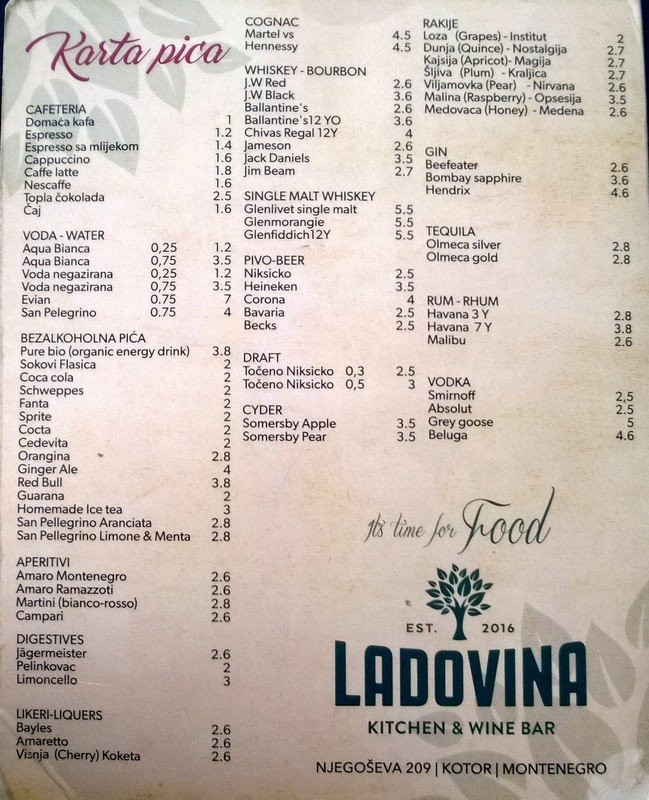 Karta pica
CAFETERIA
Domaća kafa 1
Espresso 1.2
Espresso sa mlijekom 1.4
Cappuccino 1.6
Caffe latte 1.8
Nescaffe 1.6
Topla čokolada 2.5
Čaj 1.6
VODA - WATER
Aqua Bianca 0,25 1.2
Aqua Bianca 0,75 3.5
Voda negazirana 0,25 1.2
Voda negazirana 0,75 3.5
Evian 0.75 7
San Pelegrino 0.75 4
BEZALKOHOLNA PIĆA
Pure bio (organic energy drink) 3.8
Sokovi Flasica 2
Coca cola 2
Schweppes 2
Fanta 2
Sprite 2
Cocta 2
Cedevita 2
Orangina 2.8
Ginger Ale 4
Red Bull 3.8
Guarana 2
Homemade Ice tea 3
San Pellegrino Aranciata 2.8
San Pellegrino Limone & Menta 2.8
APERITIVI
Amaro Montenegro 2.6
Amaro Ramazzoti 2.6
Martini (bianco-rosso) 2.8
Campari 2.6
DIGESTIVES
Jägermeister 2.6
Pelinkovac 2
Limoncello 3
LIKERI-LIQUERS
Bayles 2.6
Amaretto 2.6
Višnja (Cherry) Koketa 2.6
COGNAC
Martel vs 4.5
Hennessy 4.5
WHISKEY - BOURBON
J.W Red 2.6
J.W Black 3.6
Ballantine's 2.6
Ballantine's12 YO 3.6
Chivas Regal 12Y 4
Jameson 2.6
Jack Daniels 3.5
Jim Beam 2.7
SINGLE MALT WHISKEY
Glenlivet single malt 5.5
Glenmorangie 5.5
Glenfiddich12Y 5.5
PIVO-BEER
Niksicko 2.5
Heineken 3.5
Corona 4
Bavaria 2.5
Becks 2.5
DRAFT
Točeno Niksicko 0,3 2.5
Točeno Niksicko 0,5 3
CYDER
Somersby Apple 3.5
Somersby Pear 3.5
RAKIJE
Loza (Grapes) - Institut 2
Dunja (Quince) - Nostalgija 2.7
Kajsija (Apricot)- Magija 2.7
Šljiva (Plum) - Kraljica 2.7
Viljamovka (Pear) - Nirvana 2.6
Malina (Raspberry) - Opsesija 3.5
Medovaca (Honey) - Medena 2.6
GIN
Beefeater 2.6
Bombay sapphire 3.6
Hendrix 4.6
TEQUILA
Olmeca silver 2.8
Olmeca gold 2.8
RUM - RHUM
Havana 3 Y 2.8
Havana 7 Y 3.8
Malibu 2.6
VODKA
Smirnoff 2,5
Absolut 2.5
Grey goose 5
Beluga 4.6
It's time for Food
EST. 2016
LADOVINA
KITCHEN & WINE BAR
NJEGOŠEVA 209 | KOTOR | MONTENEGRO